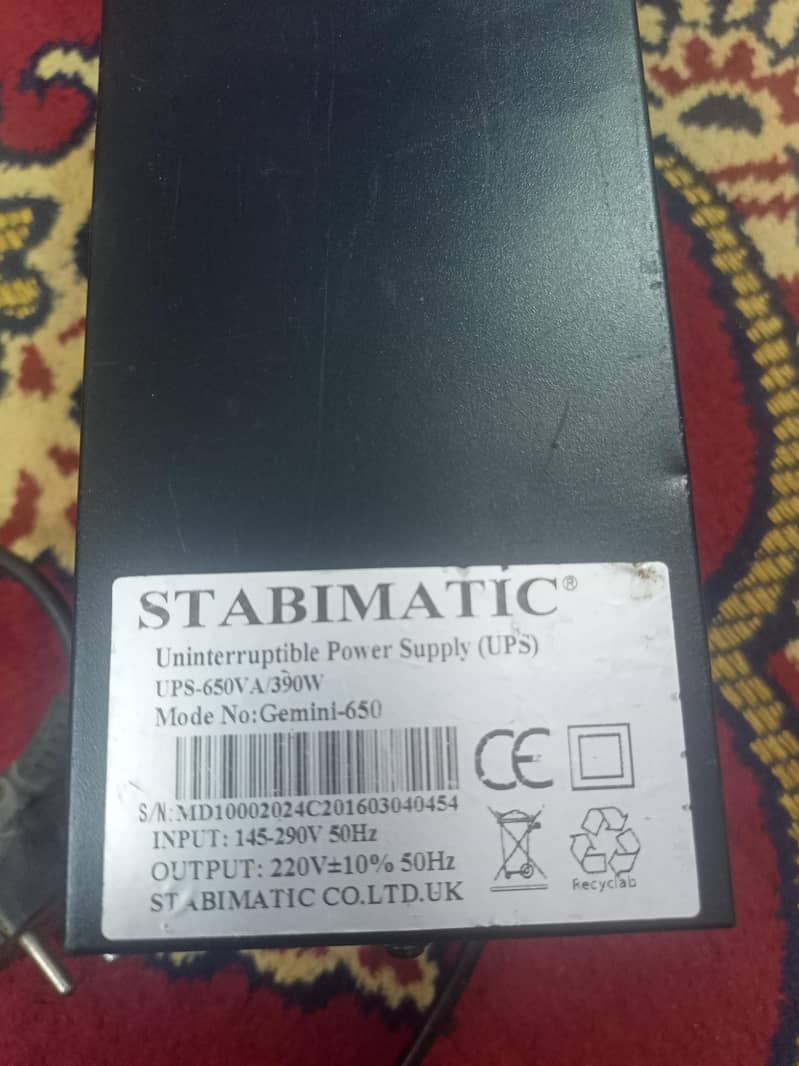 STABIMATIC®
Uninterruptible Power Supply (UPS)
UPS-650VA/390W
Mode No:Gemini-650
CE
S/N:MD10002024C201603040454
INPUT: 145-290V 50Hz
OUTPUT: 220V±10% 50Hz
STABIMATIC CO.LTD.UK
Recyclab